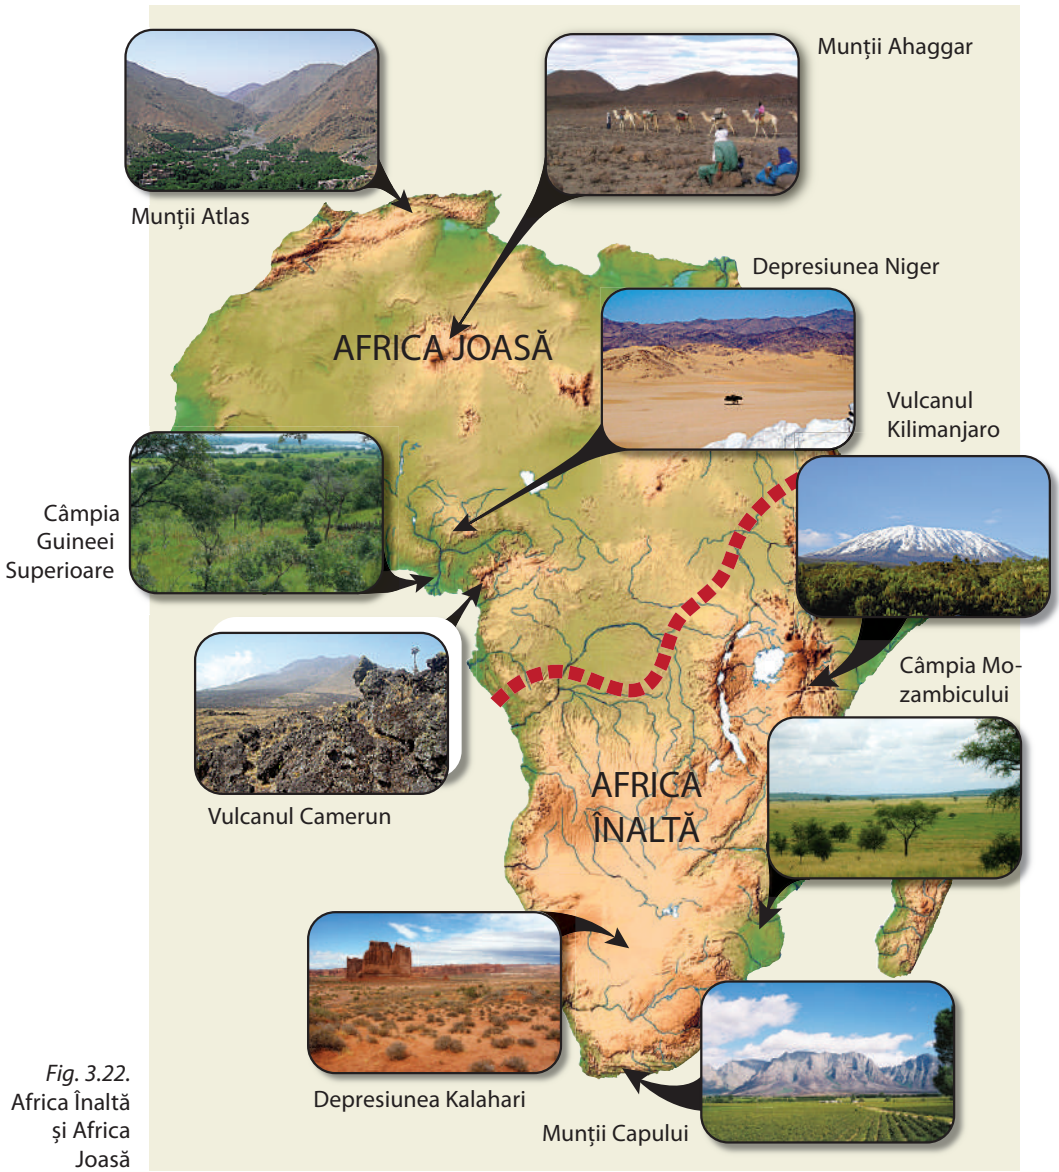 Munții Ahaggar
Munții Atlas
Depresiunea Niger
AFRICA JOASĂ
Vulcanul
Kilimanjaro
Câmpia
Guineei
Superioare
Câmpia Mo-
zambicului
Vulcanul Camerun
AFRICA
ÎNALTĂ
Depresiunea Kalahari
Munții Capului
Fig. 3.22.
Africa Înaltă
și Africa
Joasă